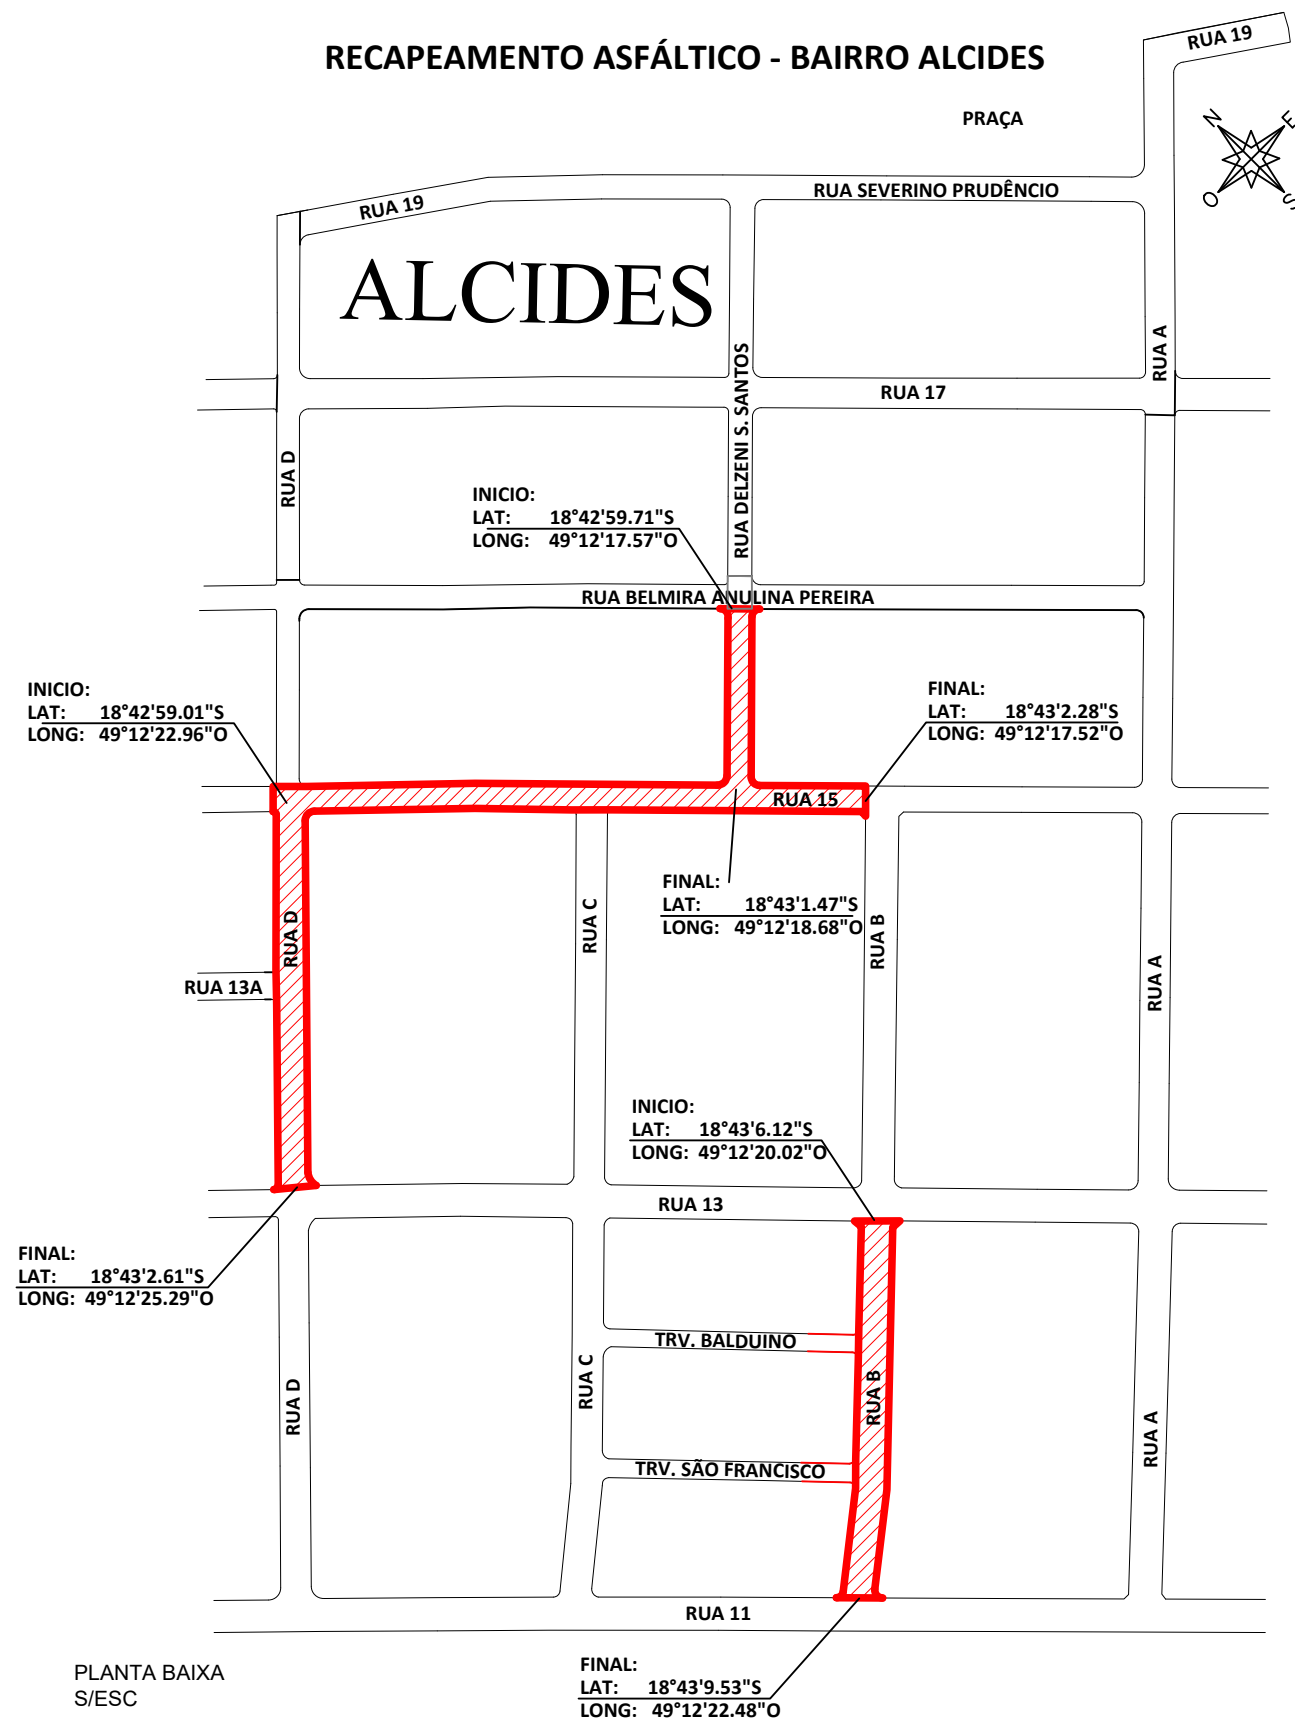 RECAPEAMENTO ASFÁLTICO - BAIRRO ALCIDES
RUA 19
PRAÇA
N
E
O
S
RUA SEVERINO PRUDÊNCIO
RUA 19
ALCIDES
RUA A
RUA 17
RUA DELZENI S. SANTOS
RUA D
INICIO:
LAT: 18°42'59.71"S
LONG: 49°12'17.57"O
RUA BELMIRA ANULINA PEREIRA
INICIO:
LAT: 18°42'59.01"S
LONG: 49°12'22.96"O
FINAL:
LAT: 18°43'2.28"S
LONG: 49°12'17.52"O
RUA 15
FINAL:
LAT: 18°43'1.47"S
LONG: 49°12'18.68"O
RUA D
RUA C
RUA B
RUA A
RUA 13A
INICIO:
LAT: 18°43'6.12"S
LONG: 49°12'20.02"O
RUA 13
FINAL:
LAT: 18°43'2.61"S
LONG: 49°12'25.29"O
TRV. BALDUINO
RUA D
RUA C
RUA B
RUA A
TRV. SÃO FRANCISCO
RUA 11
FINAL:
LAT: 18°43'9.53"S
LONG: 49°12'22.48"O
PLANTA BAIXA
S/ESC